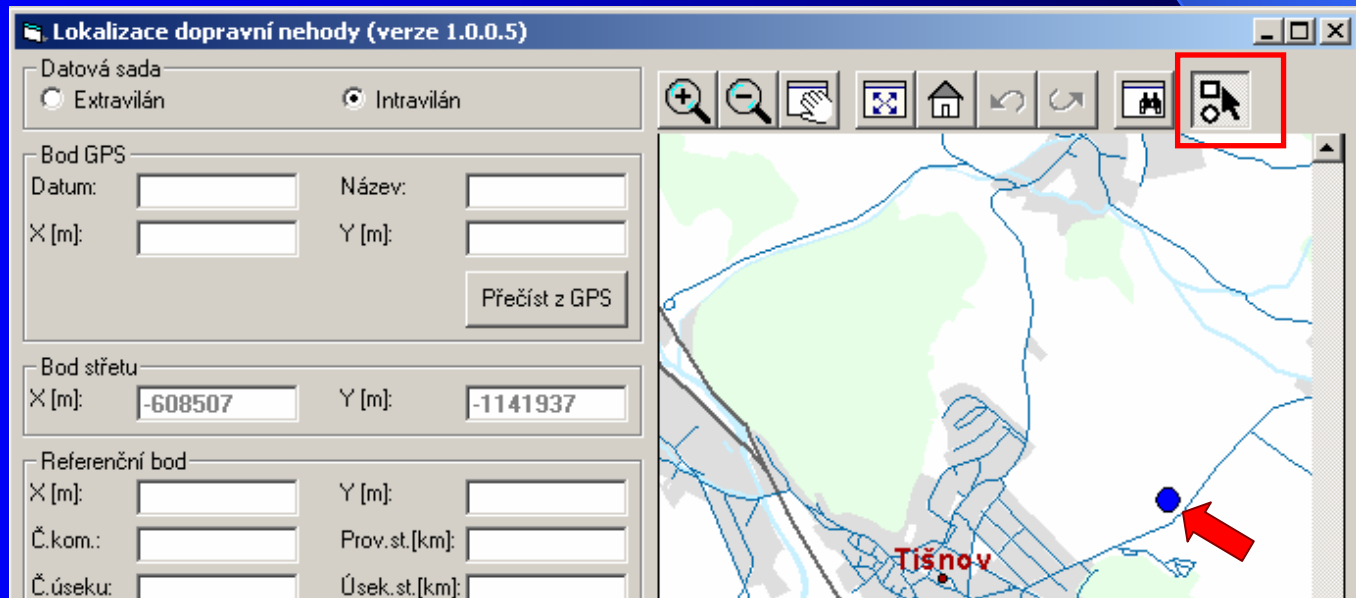 Lokalizace dopravní nehody (verze 1.0.0.5)
Datová sada
Extravilán Intravilán
Bod GPS
Datum: Název:
X [m]: Y [m]:
Přečíst z GPS
Bod střetu
X [m]: -608507 Y [m]: -1141937
Referenční bod
X [m]: Y [m]:
Č.kom.: Prov.st.[km]:
Č.úseku: Úsek.st.[km]:
Tišnov